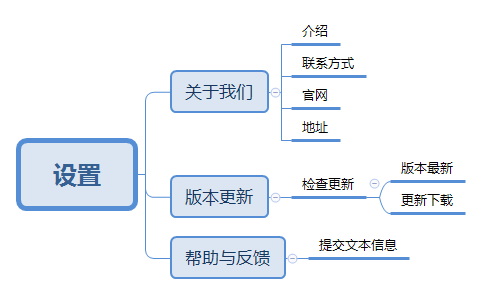 设置
关于我们
介绍
联系方式
官网
地址
版本更新
检查更新
版本最新
更新下载
帮助与反馈
提交文本信息